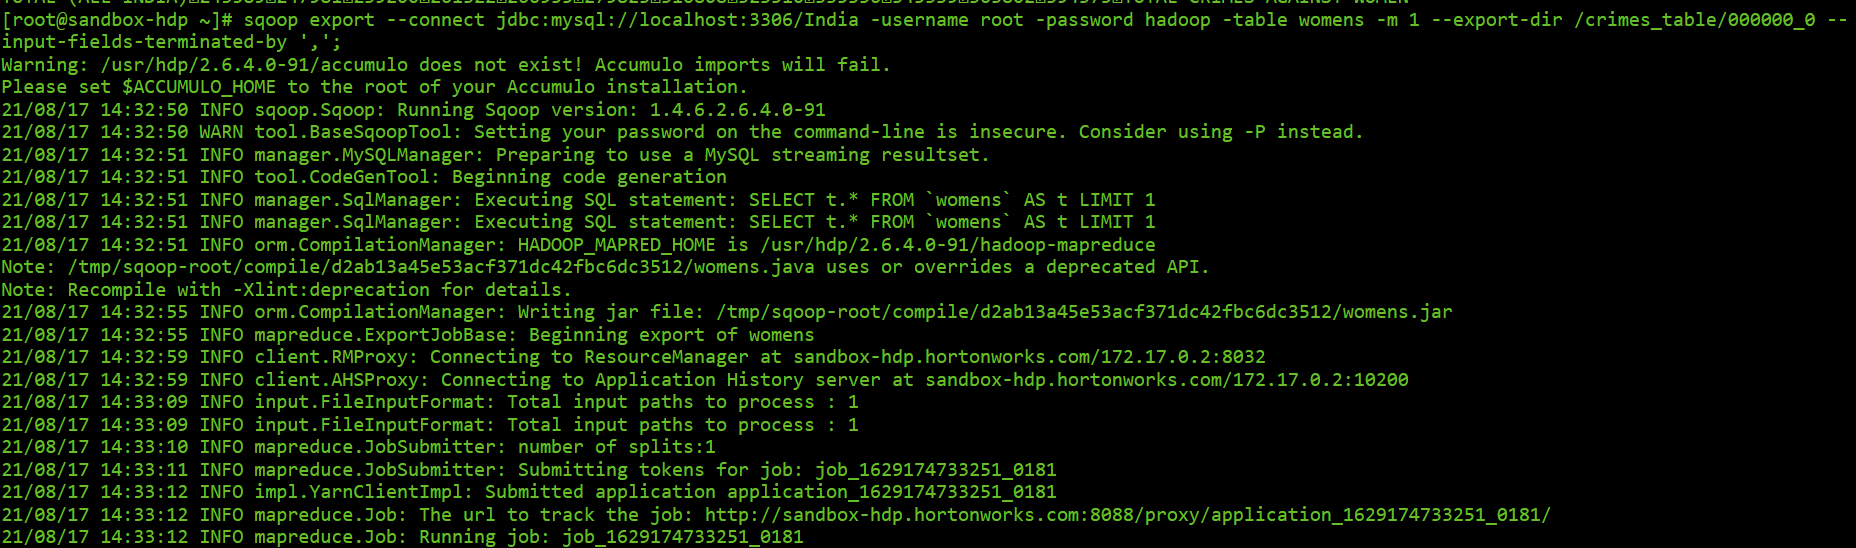 [root@sandbox-hdp ~]# sqoop export --connect jdbc:mysql://localhost:3306/India -username root -password hadoop -table womens -m 1 --export-dir /crimes_table/000000_0 --
input-fields-terminated-by ',';
Warning: /usr/hdp/2.6.4.0-91/accumulo does not exist! Accumulo imports will fail.
Please set $ACCUMULO_HOME to the root of your Accumulo installation.
21/08/17 14:32:50 INFO sqoop.Sqoop: Running Sqoop version: 1.4.6.2.6.4.0-91
21/08/17 14:32:50 WARN tool.BaseSqoopTool: Setting your password on the command-line is insecure. Consider using -P instead.
21/08/17 14:32:51 INFO manager.MySQLManager: Preparing to use a MySQL streaming resultset.
21/08/17 14:32:51 INFO tool.CodeGenTool: Beginning code generation
21/08/17 14:32:51 INFO manager.SqlManager: Executing SQL statement: SELECT t.* FROM `womens` AS t LIMIT 1
21/08/17 14:32:51 INFO manager.SqlManager: Executing SQL statement: SELECT t.* FROM `womens` AS t LIMIT 1
21/08/17 14:32:51 INFO orm.CompilationManager: HADOOP_MAPRED_HOME is /usr/hdp/2.6.4.0-91/hadoop-mapreduce
Note: /tmp/sqoop-root/compile/d2ab13a45e53acf371dc42fbc6dc3512/womens.java uses or overrides a deprecated API.
Note: Recompile with -Xlint:deprecation for details.
21/08/17 14:32:55 INFO orm.CompilationManager: Writing jar file: /tmp/sqoop-root/compile/d2ab13a45e53acf371dc42fbc6dc3512/womens.jar
21/08/17 14:32:55 INFO mapreduce.ExportJobBase: Beginning export of womens
21/08/17 14:32:59 INFO client.RMProxy: Connecting to ResourceManager at sandbox-hdp.hortonworks.com/172.17.0.2:8032
21/08/17 14:32:59 INFO client.AHSProxy: Connecting to Application History server at sandbox-hdp.hortonworks.com/172.17.0.2:10200
21/08/17 14:33:09 INFO input.FileInputFormat: Total input paths to process : 1
21/08/17 14:33:09 INFO input.FileInputFormat: Total input paths to process : 1
21/08/17 14:33:10 INFO mapreduce.JobSubmitter: number of splits:1
21/08/17 14:33:11 INFO mapreduce.JobSubmitter: Submitting tokens for job: job_1629174733251_0181
21/08/17 14:33:12 INFO impl.YarnClientImpl: Submitted application application_1629174733251_0181
21/08/17 14:33:12 INFO mapreduce.Job: The url to track the job: http://sandbox-hdp.hortonworks.com:8088/proxy/application_1629174733251_0181/
21/08/17 14:33:12 INFO mapreduce.Job: Running job: job_1629174733251_0181